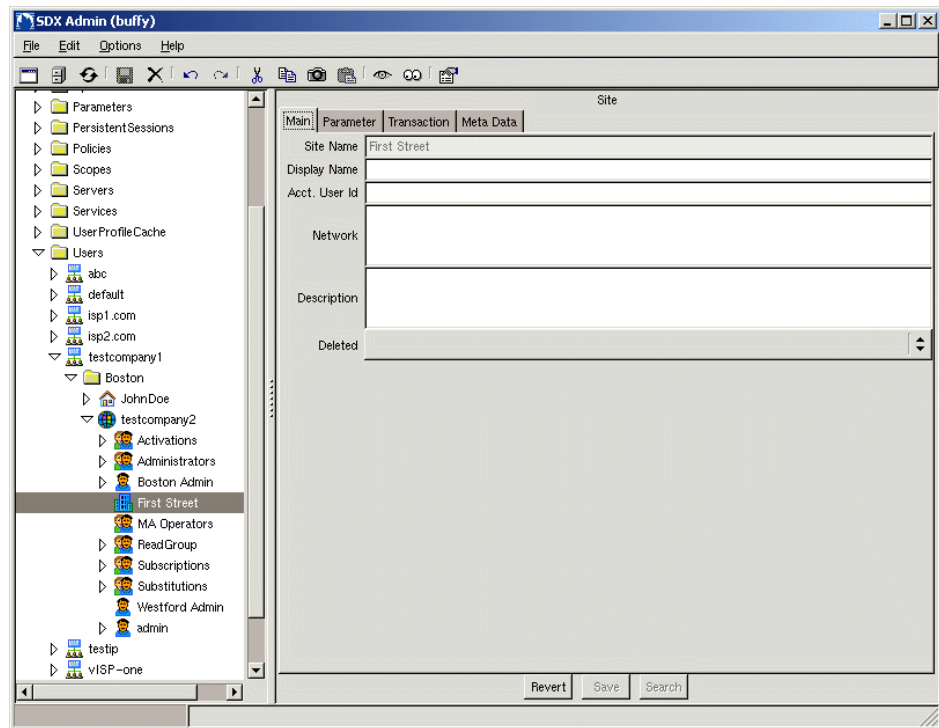 SDX Admin (buffy)
File Edit Options Help
Parameters
PersistentSessions
Policies
Scopes
Servers
Services
UserProfileCache
Users
abc
default
isp1.com
isp2.com
testcompany1
Boston
JohnDoe
testcompany2
Activations
Administrators
Boston Admin
First Street
MA Operators
ReadGroup
Subscriptions
Substitutions
Westford Admin
admin
testip
vISP-one
Site
Main Parameter Transaction Meta Data
Site Name First Street
Display Name
Acct. User Id
Network
Description
Deleted
Revert Save Search